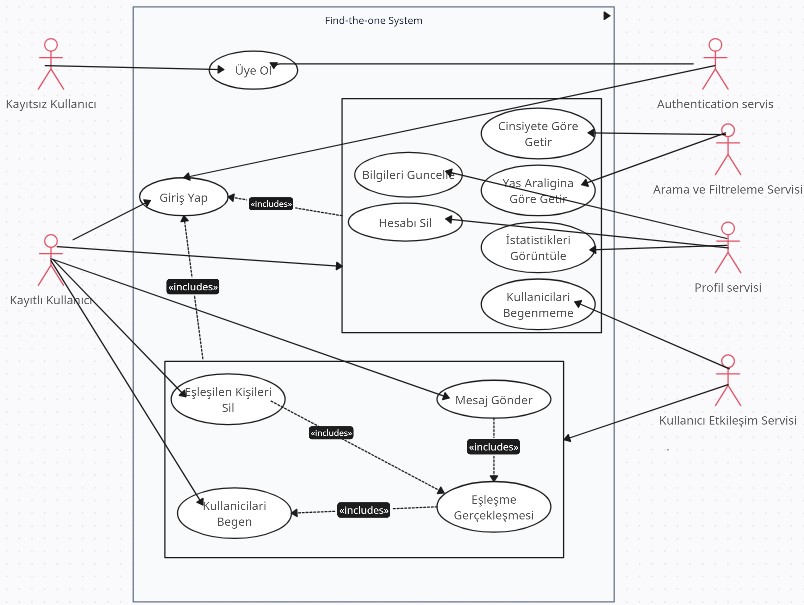 Find-the-one System
Üye Ol
Kayıtsız Kullanıcı
Authentication servis
Cinsiyete Göre
Getir
Bilgileri Guncelle
Yas Araligina
Göre Getir
Arama ve Filtreleme Servisi
Giriş Yap
«includes»
Hesabı Sil
İstatistikleri
Görüntüle
Profil servisi
Kayıtlı Kullanıcı
«includes»
Kullanicilari
Begenmeme
Eşleşilen Kişileri
Sil
Mesaj Gönder
Kullanıcı Etkileşim Servisi
«includes»
«includes»
Kullanicilari
Begen
«includes»
Eşleşme
Gerçekleşmesi